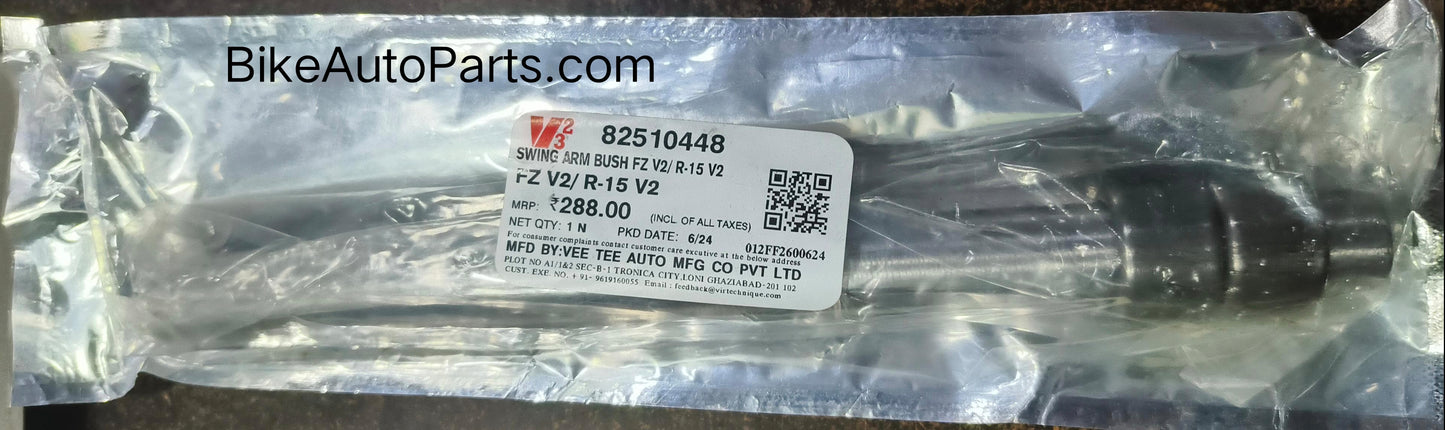 BikeAutoParts.com
V23 82510448
SWING ARM BUSH FZ V2/ R-15 V2
FZ V2/ R-15 V2
MRP: ₹288.00 (INCL. OF ALL TAXES)
NET QTY: 1 N PKD DATE: 6/24
012FF2600624
For consumer complaints contact customer care excutive at the below address
MFD BY:VEE TEE AUTO MFG CO PVT LTD
PLOT NO A1/1&2 SEC-B-1 TRONICA CITY,LONI GHAZIABAD-201 102
CUST. EXE. NO. + 91- 9619160055 Email : feedback@virtechnique.com